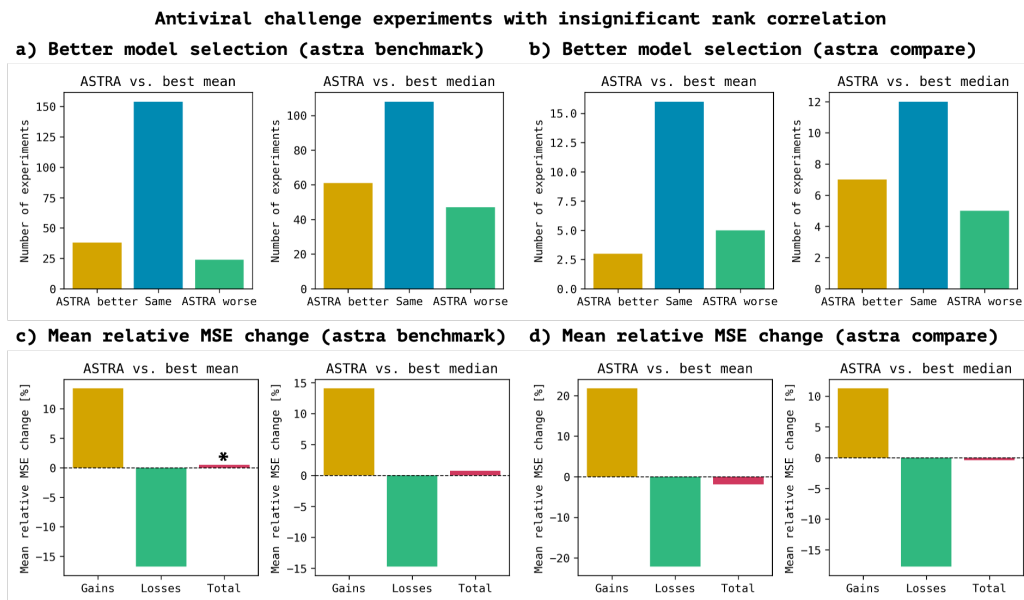 Antiviral challenge experiments with insignificant rank correlation
a) Better model selection (astra benchmark)
ASTRA vs. best mean
Number of experiments
150
125
100
75
50
25
0
ASTRA better Same ASTRA worse
ASTRA vs. best median
Number of experiments
100
80
60
40
20
0
ASTRA better Same ASTRA worse
b) Better model selection (astra compare)
ASTRA vs. best mean
Number of experiments
15.0
12.5
10.0
7.5
5.0
2.5
0.0
ASTRA better Same ASTRA worse
ASTRA vs. best median
Number of experiments
12
10
8
6
4
2
0
ASTRA better Same ASTRA worse
c) Mean relative MSE change (astra benchmark)
ASTRA vs. best mean
Mean relative MSE change [%]
10
5
0
−5
−10
−15
*
Gains Losses Total
ASTRA vs. best median
Mean relative MSE change [%]
15
10
5
0
−5
−10
−15
Gains Losses Total
d) Mean relative MSE change (astra compare)
ASTRA vs. best mean
Mean relative MSE change [%]
20
10
0
−10
−20
Gains Losses Total
ASTRA vs. best median
Mean relative MSE change [%]
10
5
0
−5
−10
−15
Gains Losses Total